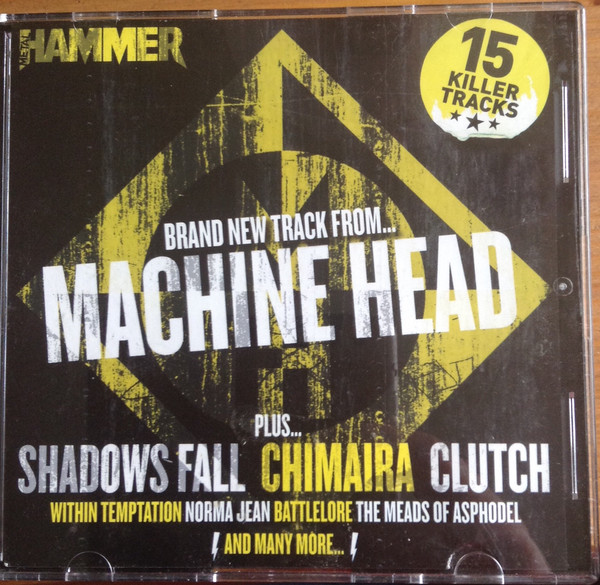 METAL HAMMER
15
KILLER
TRACKS
BRAND NEW TRACK FROM...
MACHINE HEAD
PLUS...
SHADOWS FALL CHIMAIRA CLUTCH
WITHIN TEMPTATION NORMA JEAN BATTLELORE THE MEADS OF ASPHODEL
AND MANY MORE...